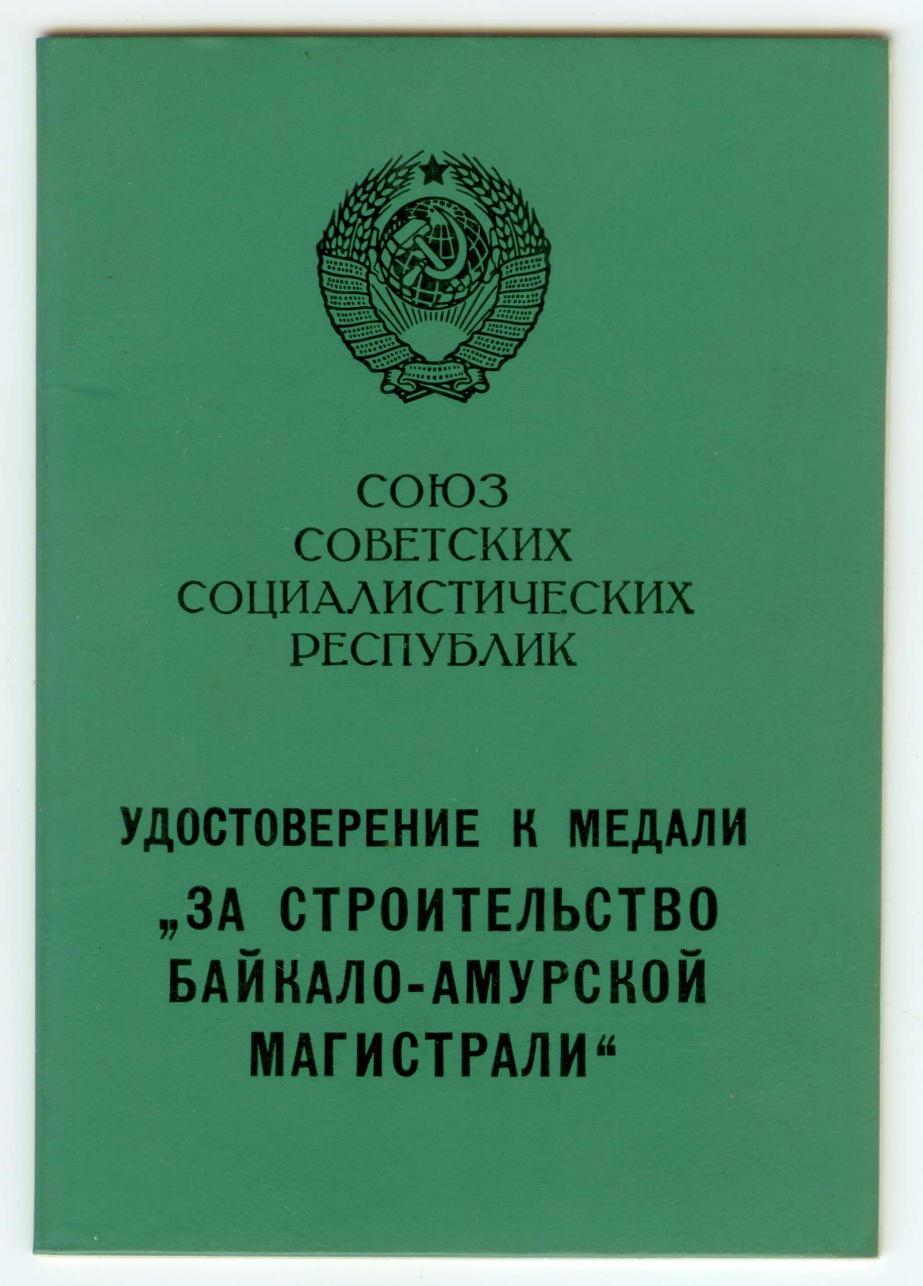 СОЮЗ
СОВЕТСКИХ
СОЦИАЛИСТИЧЕСКИХ
РЕСПУБЛИК
УДОСТОВЕРЕНИЕ К МЕДАЛИ
„ЗА СТРОИТЕЛЬСТВО
БАЙКАЛО-АМУРСКОЙ
МАГИСТРАЛИ“